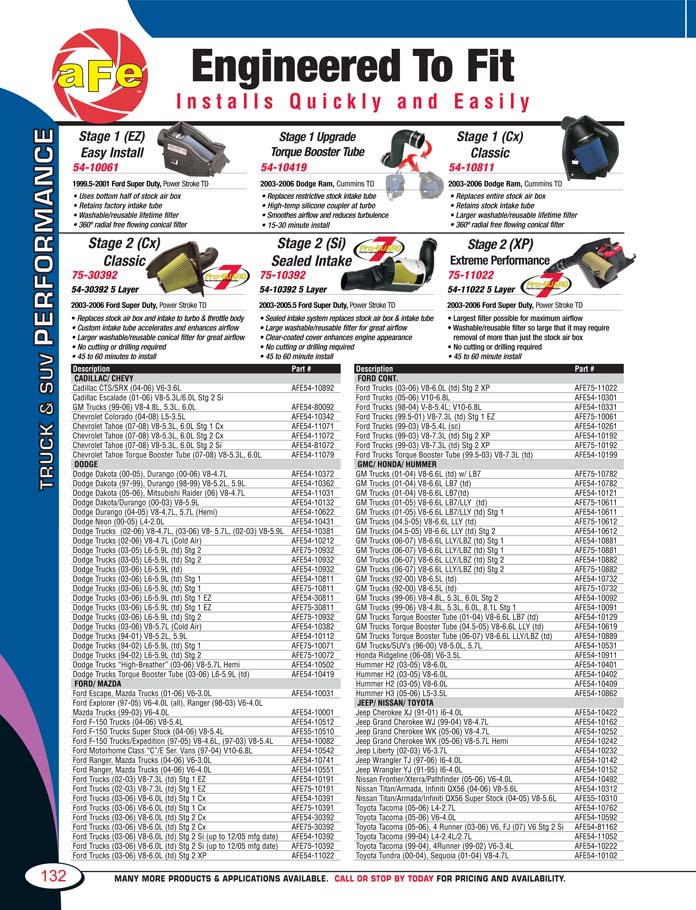 aFe
Engineered To Fit
Installs Quickly and Easily
TRUCK & SUV PERFORMANCE
Stage 1 (EZ)
Easy Install
54-10061
1999.5-2001 Ford Super Duty, Power Stroke TD
• Uses bottom half of stock air box
• Retains factory intake tube
• Washable/reusable lifetime filter
• 360º radial free flowing conical filter
Stage 1 Upgrade
Torque Booster Tube
54-10419
2003-2006 Dodge Ram, Cummins TD
• Replaces restrictive stock intake tube
• High-temp silicone coupler at turbo
• Smoothes airflow and reduces turbulence
• 15-30 minute install
Stage 1 (Cx)
Classic
54-10811
2003-2006 Dodge Ram, Cummins TD
• Replaces entire stock air box
• Retains stock intake tube
• Larger washable/reusable lifetime filter
• 360º radial free flowing conical filter
Stage 2 (Cx)
Classic
75-30392
54-30392 5 Layer
Pro-GUARD 7
2003-2006 Ford Super Duty, Power Stroke TD
• Replaces stock air box and intake to turbo & throttle body
• Custom intake tube accelerates and enhances airflow
• Larger washable/reusable conical filter for great airflow
• No cutting or drilling required
• 45 to 60 minutes to install
Stage 2 (Si)
Sealed Intake
75-10392
54-10392 5 Layer
Pro-GUARD 7
2003-2005.5 Ford Super Duty, Power Stroke TD
• Sealed intake system replaces stock air box & intake tube
• Large washable/reusable filter for great airflow
• Clear-coated cover enhances engine appearance
• No cutting or drilling required
• 45 to 60 minute install
Stage 2 (XP)
Extreme Performance
75-11022
54-11022 5 Layer
Pro-GUARD 7
2003-2006 Ford Super Duty, Power Stroke TD
• Largest filter possible for maximum airflow
• Washable/reusable filter so large that it may require
removal of more than just the stock air box
• No cutting or drilling required
• 45 to 60 minute install
Description Part #
CADILLAC/ CHEVY
Cadillac CTS/SRX (04-06) V6-3.6L AFE54-10892
Cadillac Escalade (01-06) V8-5.3L/6.0L Stg 2 Si
GM Trucks (99-06) V8-4.8L, 5.3L, 6.0L AFE54-80092
Chevrolet Colorado (04-08) L5-3.5L AFE54-10342
Chevrolet Tahoe (07-08) V8-5.3L, 6.0L Stg 1 Cx AFE54-11071
Chevrolet Tahoe (07-08) V8-5.3L, 6.0L Stg 2 Cx AFE54-11072
Chevrolet Tahoe (07-08) V8-5.3L, 6.0L Stg 2 Si AFE54-81072
Chevrolet Tahoe Torque Booster Tube (07-08) V8-5.3L, 6.0L AFE54-11079
DODGE
Dodge Dakota (00-05), Durango (00-06) V8-4.7L AFE54-10372
Dodge Dakota (97-99), Durango (98-99) V8-5.2L, 5.9L AFE54-10362
Dodge Dakota (05-06), Mitsubishi Raider (06) V8-4.7L AFE54-11031
Dodge Dakota/Durango (00-03) V8-5.9L AFE54-10132
Dodge Durango (04-05) V8-4.7L, 5.7L (Hemi) AFE54-10622
Dodge Neon (00-05) L4-2.0L AFE54-10431
Dodge Trucks (02-06) V8-4.7L, (03-06) V8- 5.7L, (02-03) V8-5.9L AFE54-10381
Dodge Trucks (02-06) V8-4.7L (Cold Air) AFE54-10212
Dodge Trucks (03-05) L6-5.9L (td) Stg 2 AFE75-10932
Dodge Trucks (03-05) L6-5.9L (td) Stg 2 AFE54-10932
Dodge Trucks (03-06) L6-5.9L (td) AFE54-10932
Dodge Trucks (03-06) L6-5.9L (td) Stg 1 AFE54-10811
Dodge Trucks (03-06) L6-5.9L (td) Stg 1 AFE75-10811
Dodge Trucks (03-06) L6-5.9L (td) Stg 1 EZ AFE54-30811
Dodge Trucks (03-06) L6-5.9L (td) Stg 1 EZ AFE75-30811
Dodge Trucks (03-06) L6-5.9L (td) Stg 2 AFE75-10932
Dodge Trucks (03-06) V8-5.7L (Cold Air) AFE54-10382
Dodge Trucks (94-01) V8-5.2L, 5.9L AFE54-10112
Dodge Trucks (94-02) L6-5.9L (td) Stg 1 AFE75-10071
Dodge Trucks (94-02) L6-5.9L (td) Stg 2 AFE75-10072
Dodge Trucks "High-Breather" (03-06) V8-5.7L Hemi AFE54-10502
Dodge Trucks Torque Booster Tube (03-06) L6-5.9L (td) AFE54-10419
FORD/ MAZDA
Ford Escape, Mazda Trucks (01-06) V6-3.0L AFE54-10031
Ford Explorer (97-05) V6-4.0L (all), Ranger (98-03) V6-4.0L
Mazda Trucks (99-03) V6-4.0L AFE54-10001
Ford F-150 Trucks (04-06) V8-5.4L AFE54-10512
Ford F-150 Trucks Super Stock (04-06) V8-5.4L AFE55-10510
Ford F-150 Trucks/Expedition (97-05) V8-4.6L, (97-03) V8-5.4L AFE54-10082
Ford Motorhome Class "C"/E Ser. Vans (97-04) V10-6.8L AFE54-10542
Ford Ranger, Mazda Trucks (04-06) V6-3.0L AFE54-10741
Ford Ranger, Mazda Trucks (04-06) V6-4.0L AFE54-10551
Ford Trucks (02-03) V8-7.3L (td) Stg 1 EZ AFE54-10191
Ford Trucks (02-03) V8-7.3L (td) Stg 1 EZ AFE75-10191
Ford Trucks (03-06) V8-6.0L (td) Stg 1 Cx AFE54-10391
Ford Trucks (03-06) V8-6.0L (td) Stg 1 Cx AFE75-10391
Ford Trucks (03-06) V8-6.0L (td) Stg 2 Cx AFE54-30392
Ford Trucks (03-06) V8-6.0L (td) Stg 2 Cx AFE75-30392
Ford Trucks (03-06) V8-6.0L (td) Stg 2 Si (up to 12/05 mfg date) AFE54-10392
Ford Trucks (03-06) V8-6.0L (td) Stg 2 Si (up to 12/05 mfg date) AFE75-10392
Ford Trucks (03-06) V8-6.0L (td) Stg 2 XP AFE54-11022
Description Part #
FORD CONT.
Ford Trucks (03-06) V8-6.0L (td) Stg 2 XP AFE75-11022
Ford Trucks (05-06) V10-6.8L AFE54-10301
Ford Trucks (98-04) V-8-5.4L; V10-6.8L AFE54-10331
Ford Trucks (99.5-01) V8-7.3L (td) Stg 1 EZ AFE75-10061
Ford Trucks (99-03) V8-5.4L (sc) AFE54-10261
Ford Trucks (99-03) V8-7.3L (td) Stg 2 XP AFE54-10192
Ford Trucks (99-03) V8-7.3L (td) Stg 2 XP AFE75-10192
Ford Trucks Torque Booster Tube (99.5-03) V8-7.3L (td) AFE54-10199
GMC/ HONDA/ HUMMER
GM Trucks (01-04) V8-6.6L (td) w/ LB7 AFE75-10782
GM Trucks (01-04) V8-6.6L LB7 (td) AFE54-10782
GM Trucks (01-04) V8-6.6L LB7(td) AFE54-10121
GM Trucks (01-05) V8-6.6L LB7/LLY (td) AFE75-10611
GM Trucks (01-05) V8-6.6L LB7/LLY (td) Stg 1 AFE54-10611
GM Trucks (04.5-05) V8-6.6L LLY (td) AFE75-10612
GM Trucks (04.5-05) V8-6.6L LLY (td) Stg 2 AFE54-10612
GM Trucks (06-07) V8-6.6L LLY/LBZ (td) Stg 1 AFE54-10881
GM Trucks (06-07) V8-6.6L LLY/LBZ (td) Stg 1 AFE75-10881
GM Trucks (06-07) V8-6.6L LLY/LBZ (td) Stg 2 AFE54-10882
GM Trucks (06-07) V8-6.6L LLY/LBZ (td) Stg 2 AFE75-10882
GM Trucks (92-00) V8-6.5L (td) AFE54-10732
GM Trucks (92-00) V8-6.5L (td) AFE75-10732
GM Trucks (99-06) V8-4.8L, 5.3L, 6.0L Stg 2 AFE54-10092
GM Trucks (99-06) V8-4.8L, 5.3L, 6.0L, 8.1L Stg 1 AFE54-10091
GM Trucks Torque Booster Tube (01-04) V8-6.6L LB7 (td) AFE54-10129
GM Trucks Torque Booster Tube (04.5-05) V8-6.6L LLY (td) AFE54-10619
GM Trucks Torque Booster Tube (06-07) V8-6.6L LLY/LBZ (td) AFE54-10889
GM Trucks/SUV's (96-00) V8-5.0L, 5.7L AFE54-10531
Honda Ridgeline (06-08) V6-3.5L AFE54-10911
Hummer H2 (03-05) V8-6.0L AFE54-10401
Hummer H2 (03-05) V8-6.0L AFE54-10402
Hummer H2 (03-05) V8-6.0L AFE54-10409
Hummer H3 (05-06) L5-3.5L AFE54-10862
JEEP/ NISSAN/ TOYOTA
Jeep Cherokee XJ (91-01) I6-4.0L AFE54-10422
Jeep Grand Cherokee WJ (99-04) V8-4.7L AFE54-10162
Jeep Grand Cherokee WK (05-06) V8-4.7L AFE54-10252
Jeep Grand Cherokee WK (05-06) V8-5.7L Hemi AFE54-10242
Jeep Liberty (02-03) V6-3.7L AFE54-10232
Jeep Wrangler TJ (97-06) I6-4.0L AFE54-10142
Jeep Wrangler YJ (91-95) I6-4.0L AFE54-10152
Nissan Frontier/Xterra/Pathfinder (05-06) V6-4.0L AFE54-10492
Nissan Titan/Armada, Infiniti QX56 (04-06) V8-5.6L AFE54-10312
Nissan Titan/Armada/Infiniti QX56 Super Stock (04-05) V8-5.6L AFE55-10310
Toyota Tacoma (05-06) L4-2.7L AFE54-10762
Toyota Tacoma (05-06) V6-4.0L AFE54-10592
Toyota Tacoma (05-06), 4 Runner (03-06) V6, FJ (07) V6 Stg 2 Si AFE54-81162
Toyota Tacoma (99-04) L4-2.4L/2.7L AFE54-11052
Toyota Tacoma (99-04), 4Runner (99-02) V6-3.4L AFE54-10222
Toyota Tundra (00-04), Sequoia (01-04) V8-4.7L AFE54-10102
132
MANY MORE PRODUCTS & APPLICATIONS AVAILABLE. CALL OR STOP BY TODAY FOR PRICING AND AVAILABILITY.